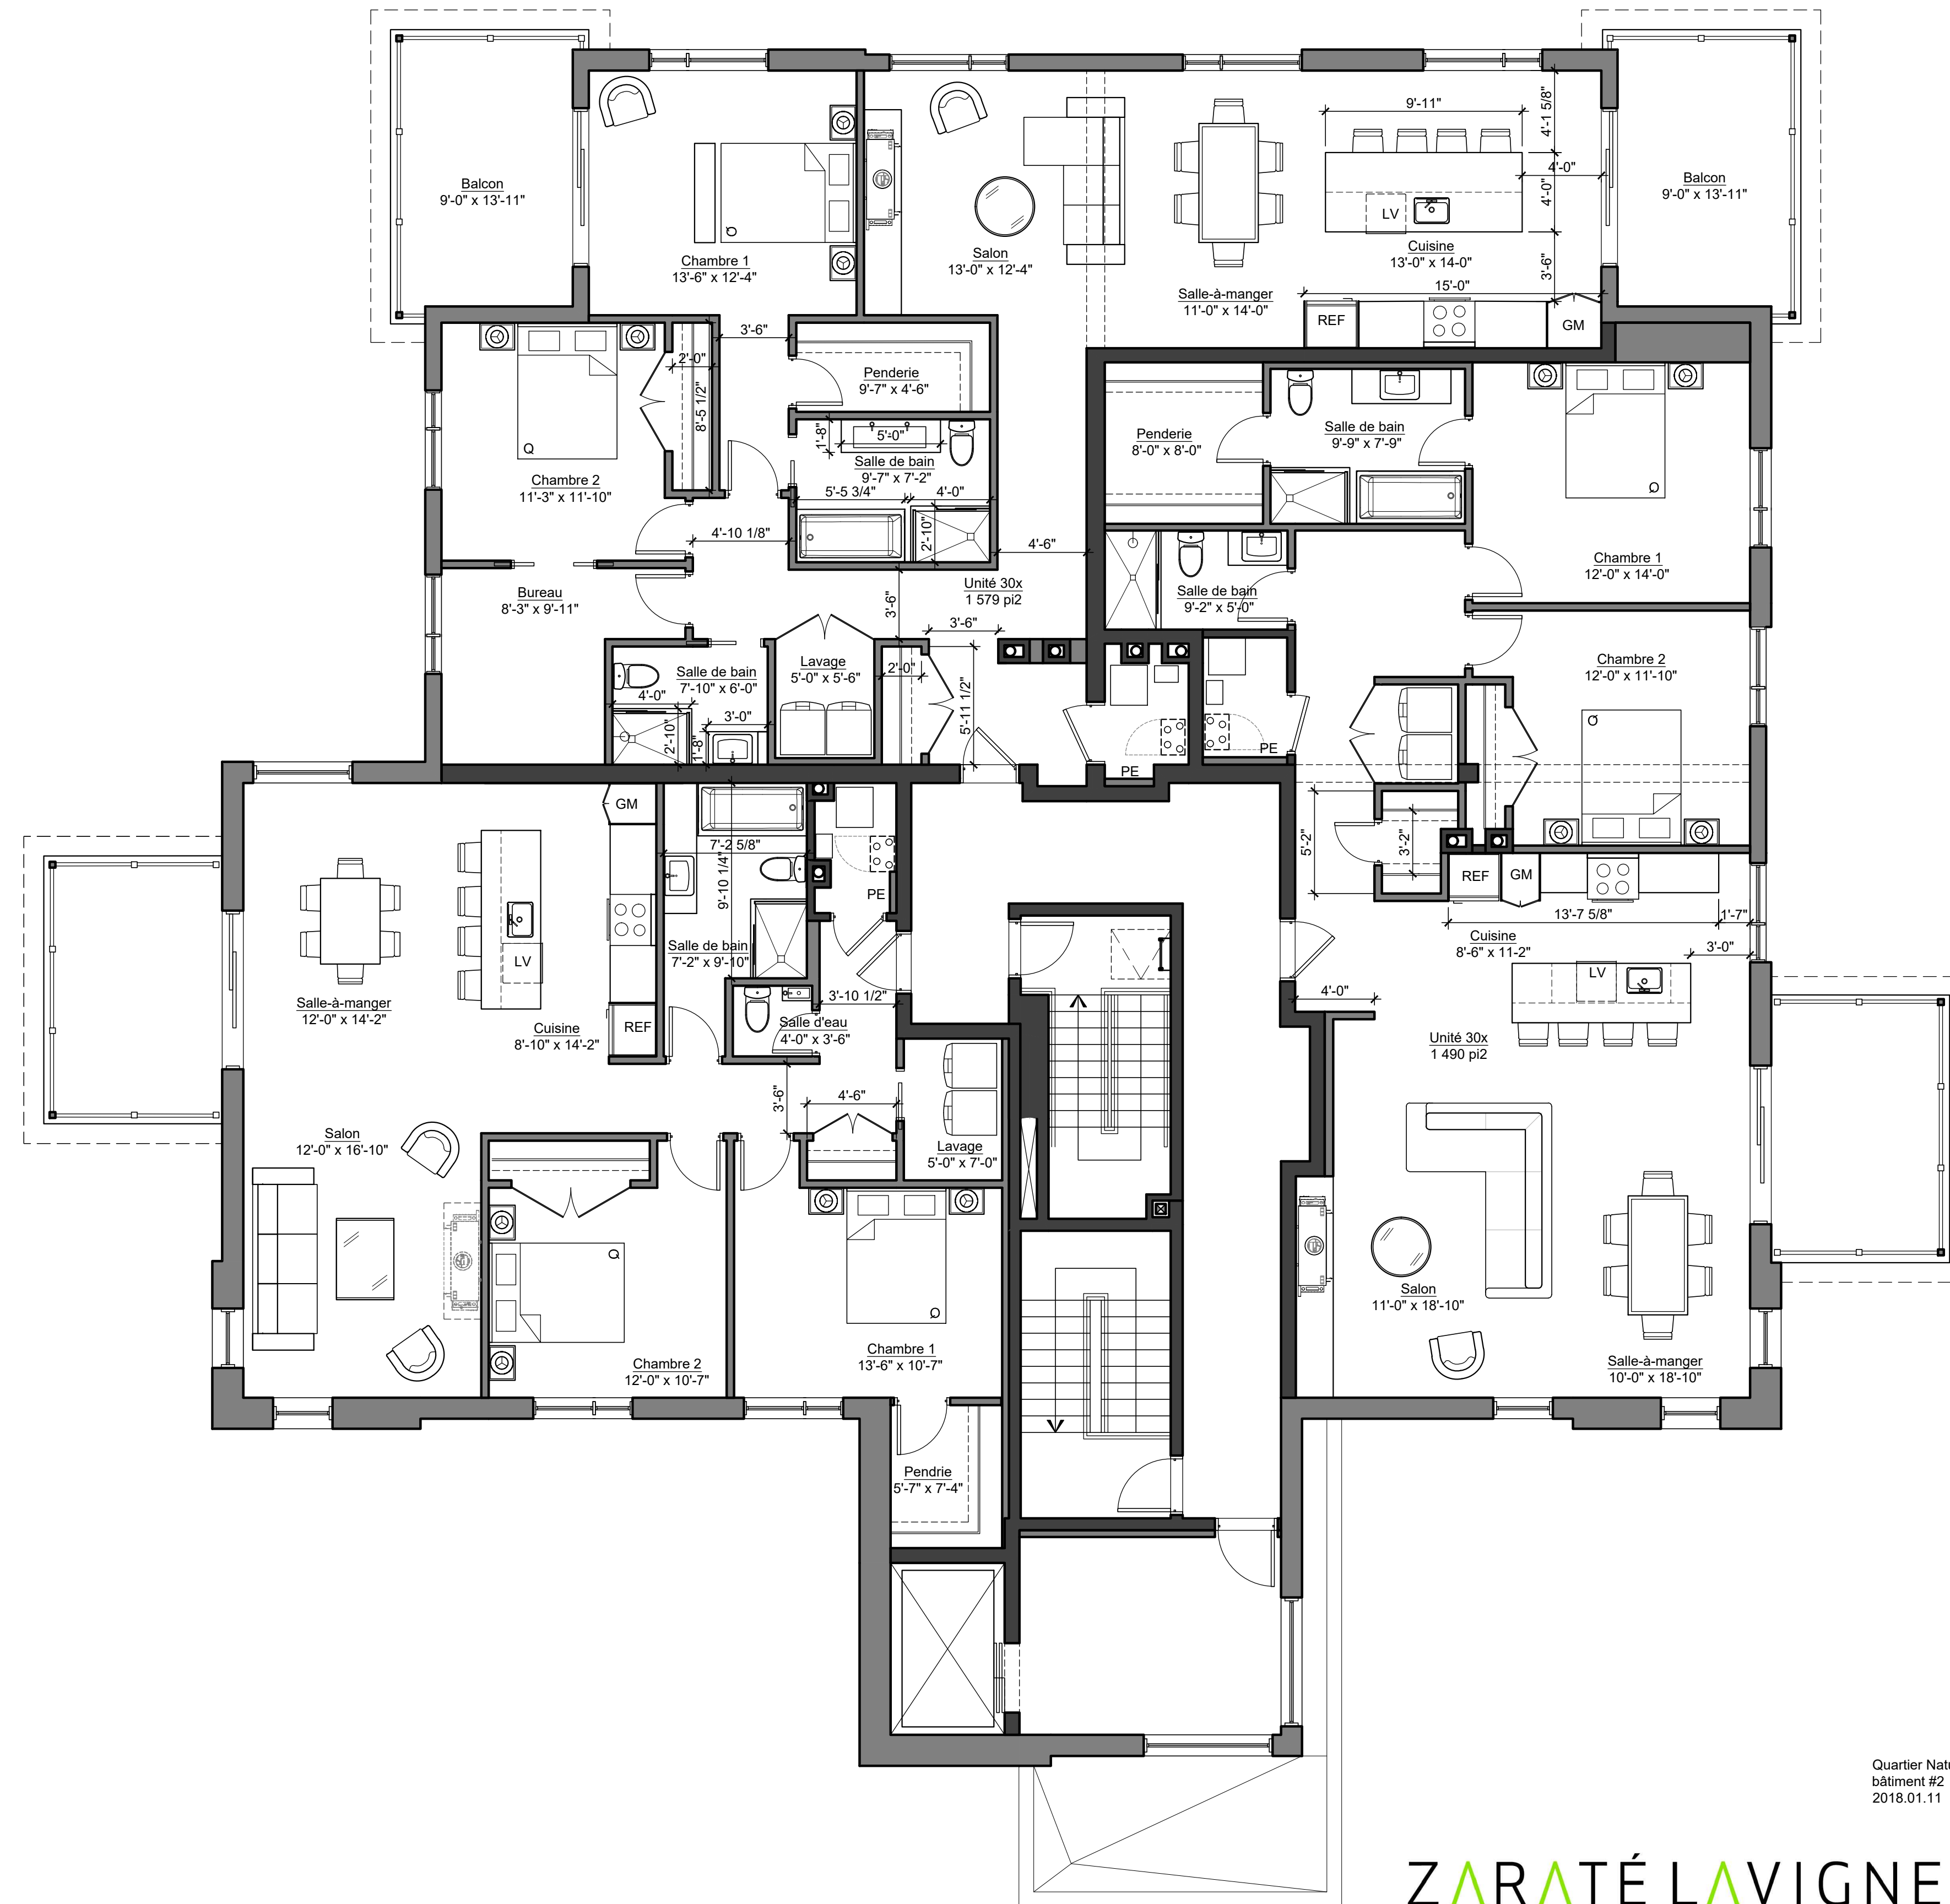 Balcon
9'-0" x 13'-11"
Chambre 1
13'-6" x 12'-4"
Salon
13'-0" x 12'-4"
Salle-à-manger
11'-0" x 14'-0"
9'-11"
4'-1 5/8"
4'-0"
4'-0"
LV
Cuisine
13'-0" x 14-0"
3'-6"
15'-0"
REF
GM
Balcon
9'-0" x 13'-11"
3'-6"
2'-0"
8'-5 1/2"
Penderie
9'-7" x 4'-6"
1'-8"
5'-0"
Salle de bain
9'-7" x 7'-2"
5'-5 3/4"
4'-0"
2'-10"
Q
Q
Chambre 2
11'-3" x 11'-10"
4'-10 1/8"
4'-6"
Bureau
8'-3" x 9'-11"
Unité 30x
1 579 pi2
3'-6"
3'-6"
Salle de bain
7'-10" x 6'-0"
4'-0"
3'-0"
2'-10"
1'-8"
Lavage
5'-0" x 5'-6"
2'-0"
5'-11 1/2"
Penderie
8'-0" x 8'-0"
Salle de bain
9'-9" x 7'-9"
Q
Chambre 1
12'-0" x 14'-0"
Salle de bain
9'-2" x 5'-0"
Chambre 2
12'-0" x 11'-10"
Q
PE
PE
5'-2"
3'-2"
REF
GM
13'-7 5/8"
1'-7"
Cuisine
8'-6" x 11'-2"
3'-0"
LV
4'-0"
Unité 30x
1 490 pi2
Salon
11'-0" x 18'-10"
Salle-à-manger
10'-0" x 18'-10"
GM
7'-2 5/8"
9'-10 1/4"
PE
LV
Salle de bain
7'-2" x 9'-10"
Salle-à-manger
12'-0" x 14'-2"
Cuisine
8'-10" x 14'-2"
REF
3'-10 1/2"
Salle d'eau
4'-0" x 3'-6"
3'-6"
4'-6"
Lavage
5'-0" x 7'-0"
Salon
12'-0" x 16'-10"
Q
Q
Chambre 2
12'-0" x 10'-7"
Chambre 1
13'-6" x 10'-7"
Pendrie
5'-7" x 7'-4"
Quartier Natu
bâtiment #2
2018.01.11
ZARATÉ LAVIGNE